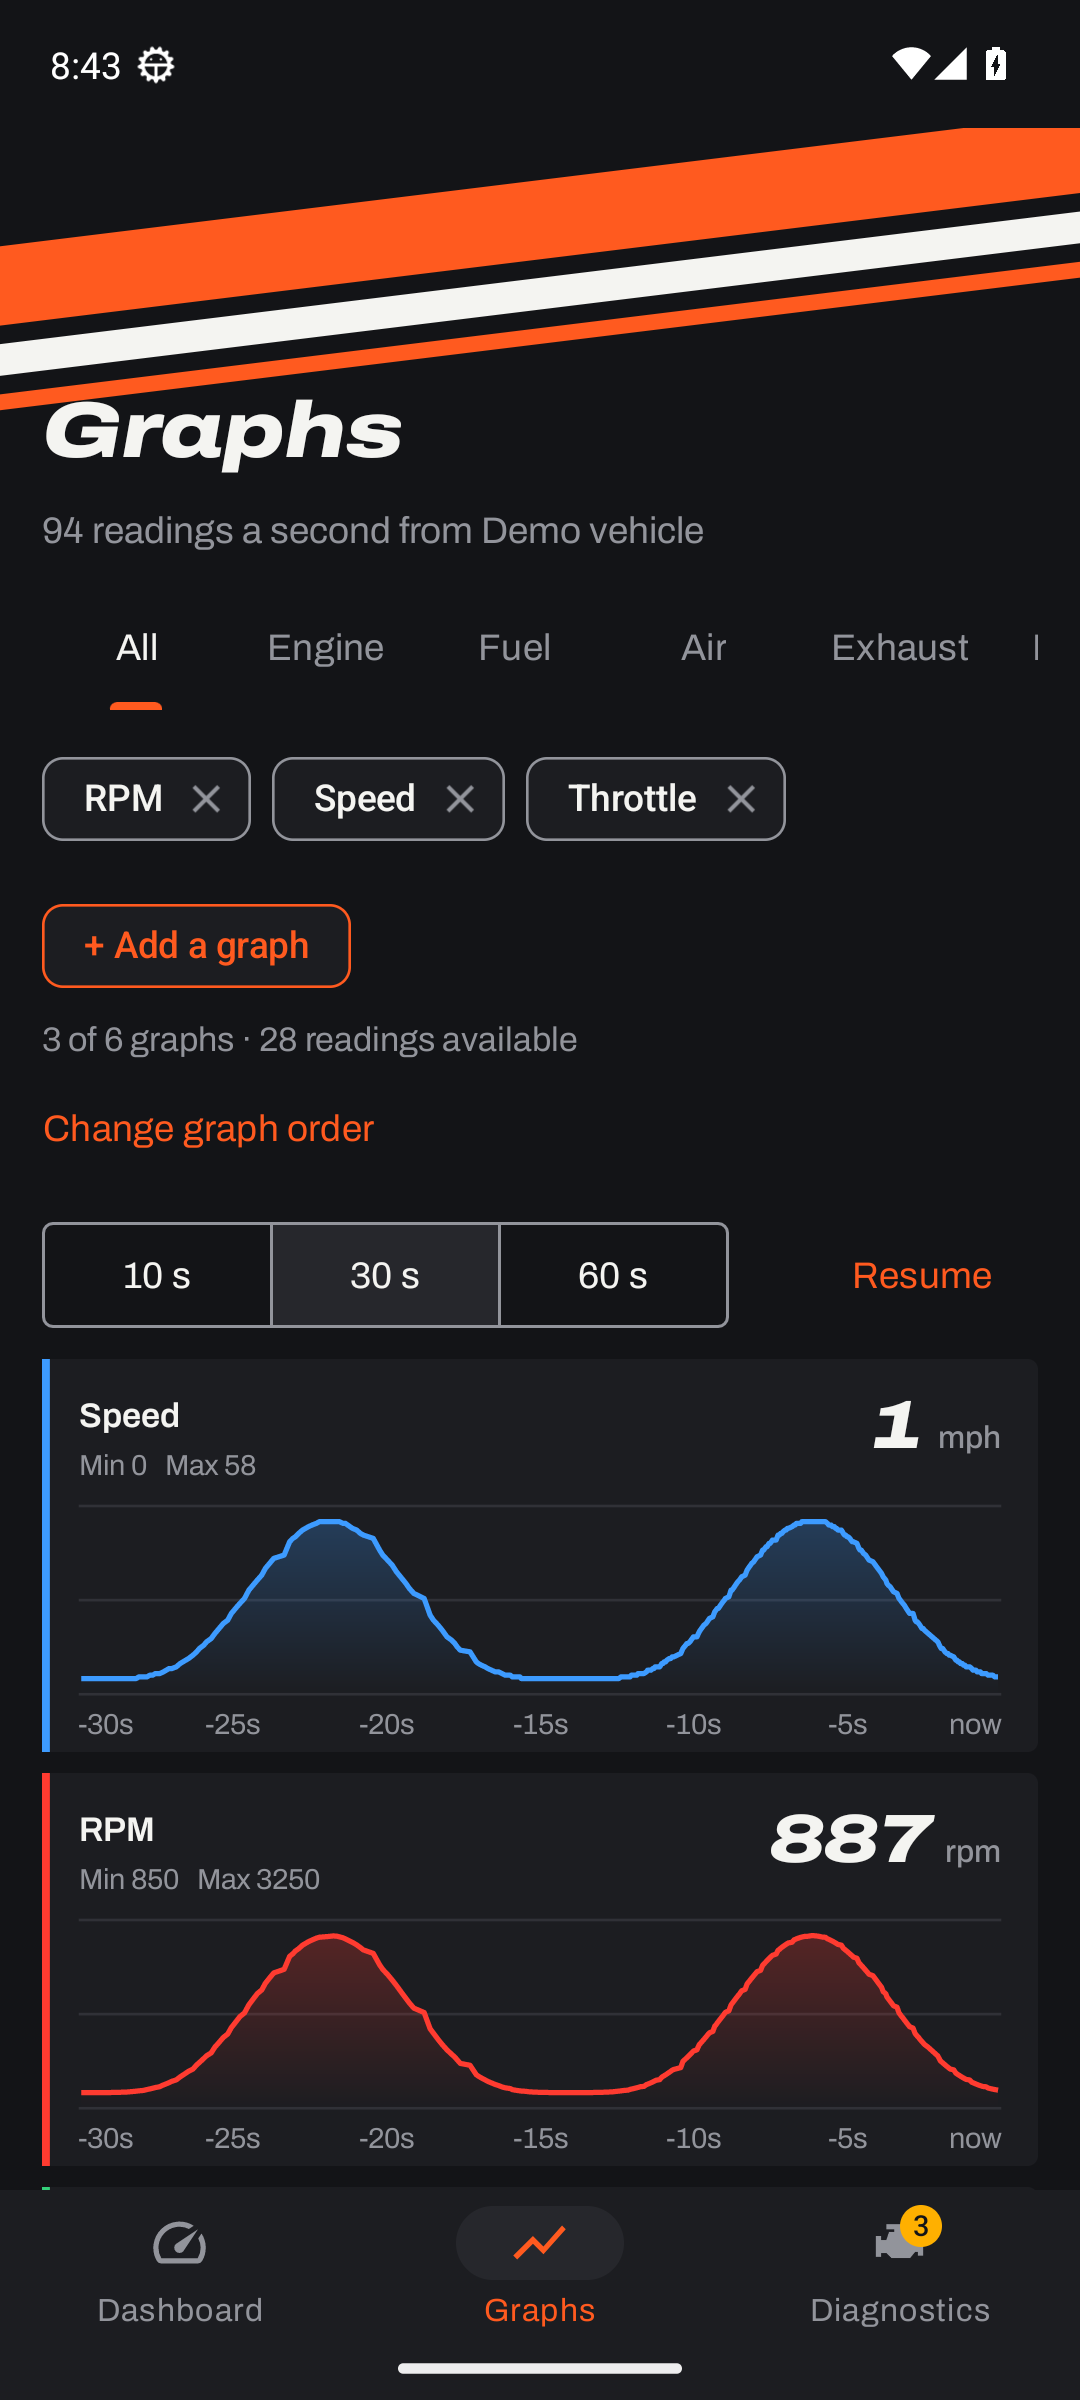 8:43
Graphs
94 readings a second from Demo vehicle
All Engine Fuel Air Exhaust
RPM Speed Throttle
+ Add a graph
3 of 6 graphs · 28 readings available
Change graph order
10 s 30 s 60 s Resume
Speed 1 mph
Min 0 Max 58
-30s -25s -20s -15s -10s -5s now
RPM 887 rpm
Min 850 Max 3250
-30s -25s -20s -15s -10s -5s now
3
Dashboard Graphs Diagnostics